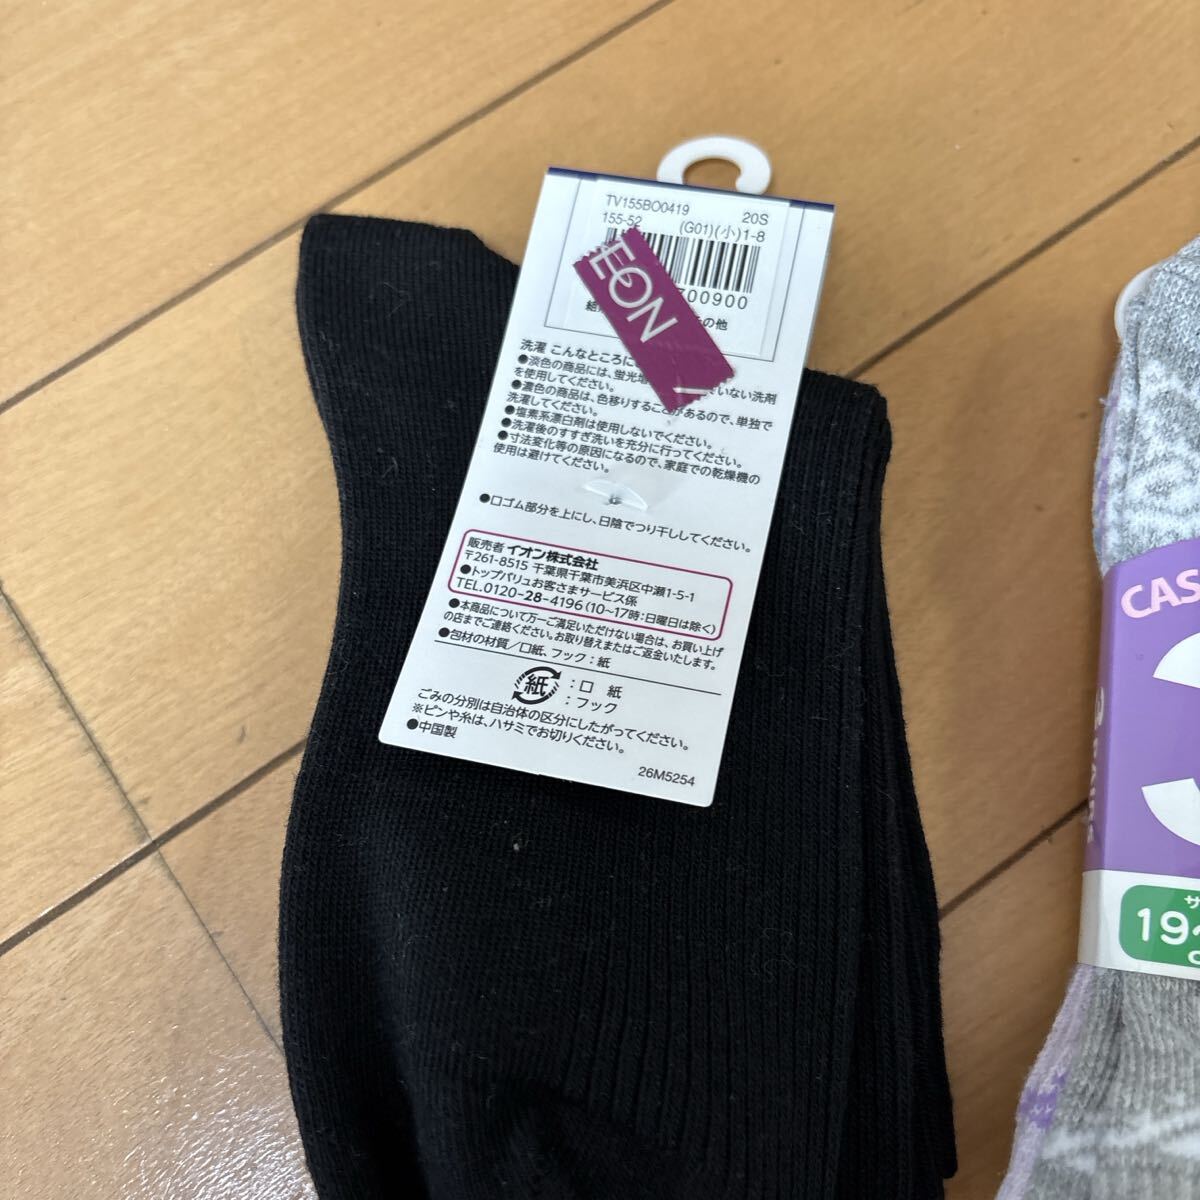 TV155BO0419 20S
155-52 (G01)(小)1-8
ÆON
700900
その他
洗濯 こんなところに
●淡色の商品には、蛍光増 いない洗剤
を使用してください。
●濃色の商品は、色移りすることがあるので、単独で
洗濯してください。
●塩素系漂白剤は使用しないでください。
●洗濯後のすすぎ洗いを充分に行ってください。
●寸法変化等の原因になるので、家庭での乾燥機の
使用は避けてください。
●口ゴム部分を上にし、日陰でつり干ししてください。
販売者 イオン株式会社
〒261-8515 千葉県千葉市美浜区中瀬1-5-1
●トップバリュお客さまサービス係
TEL.0120-28-4196(10~17時:日曜日は除く)
●本商品について万一ご満足いただけない場合は、お買い上げ
の店までご連絡ください。お取り替えまたはご返金いたします。
●包材の材質/口紙、フック:紙
紙 :口 紙
:フック
ごみの分別は自治体の区分にしたがってください。
※ピンや糸は、ハサミでお切りください。
●中国製
26M5254
CAS
19~